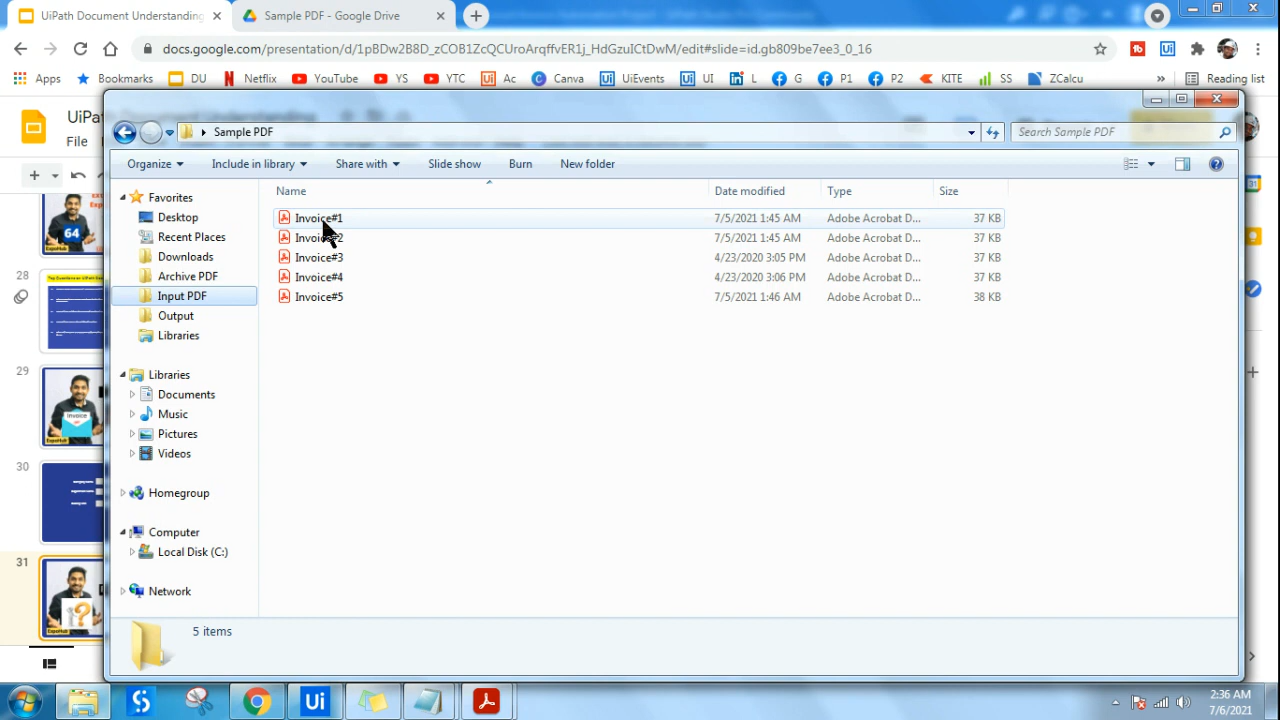 UiPath Document Understanding
Sample PDF - Google Drive
docs.google.com/presentation/d/1pBDw2B8D_zCOB1ZcQCUroArqffvER1j_HdGzuICtDwM/edit#slide=id.gb809be7ee3_0_16
Apps Bookmarks DU Netflix YouTube YS YTC Ac Canva UiEvents UI L G P1 P2 KITE SS ZCalcu » Reading list
UiPa
File
Sample PDF
Search Sample PDF
Organize Include in library Share with Slide show Burn New folder
Name Date modified Type Size
Invoice#1 7/5/2021 1:45 AM Adobe Acrobat D... 37 KB
7/5/2021 1:45 AM Adobe Acrobat D... 37 KB
Invoice#3 4/23/2020 3:05 PM Adobe Acrobat D... 37 KB
Invoice#4 4/23/2020 3:06 PM Adobe Acrobat D... 37 KB
Invoice#5 7/5/2021 1:46 AM Adobe Acrobat D... 38 KB
Favorites
Desktop
Recent Places
Downloads
Archive PDF
Input PDF
Output
Libraries
Libraries
Documents
Music
Pictures
Videos
Homegroup
Computer
Local Disk (C:)
Network
5 items
64
28
29
Invoice
30
31
Ui
2:36 AM
7/6/2021